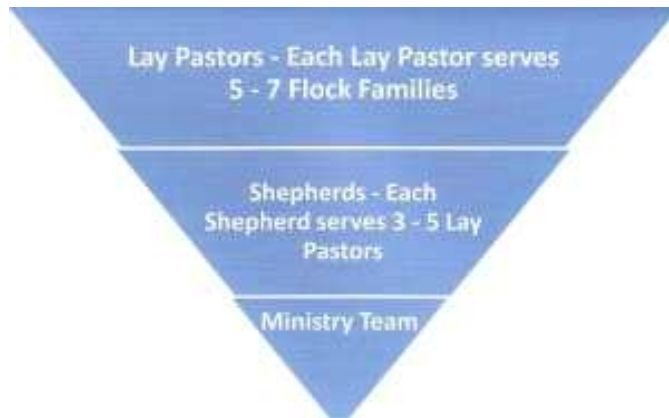 Lay Pastors - Each Lay Pastor serves
5 - 7 Flock Families
Shepherds - Each
Shepherd serves 3 - 5 Lay
Pastors
Ministry Team